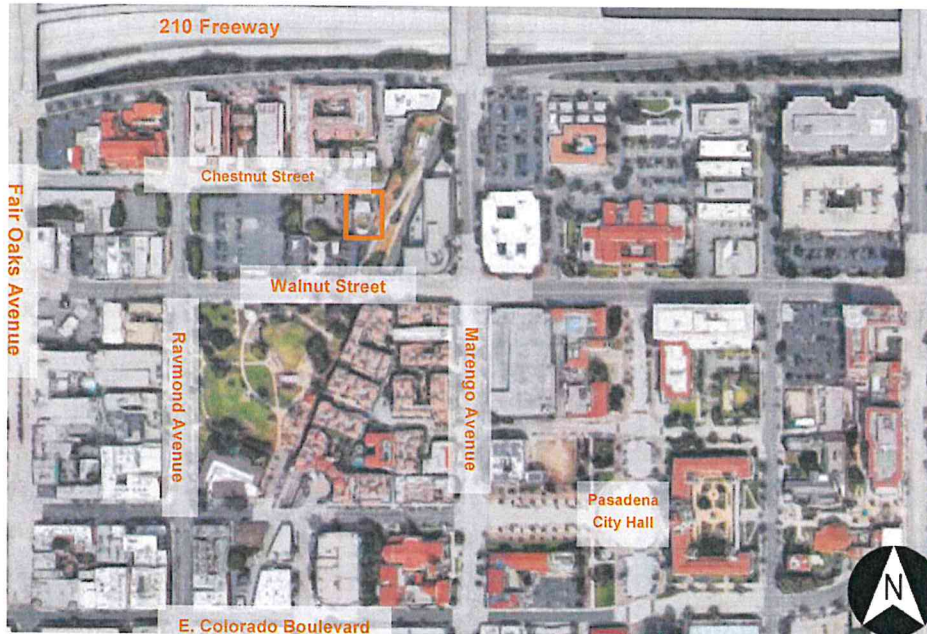 210 Freeway
Chestnut Street
Fair Oaks Avenue
Walnut Street
Raymond Avenue
Marengo Avenue
Pasadena
City Hall
N
E. Colorado Boulevard